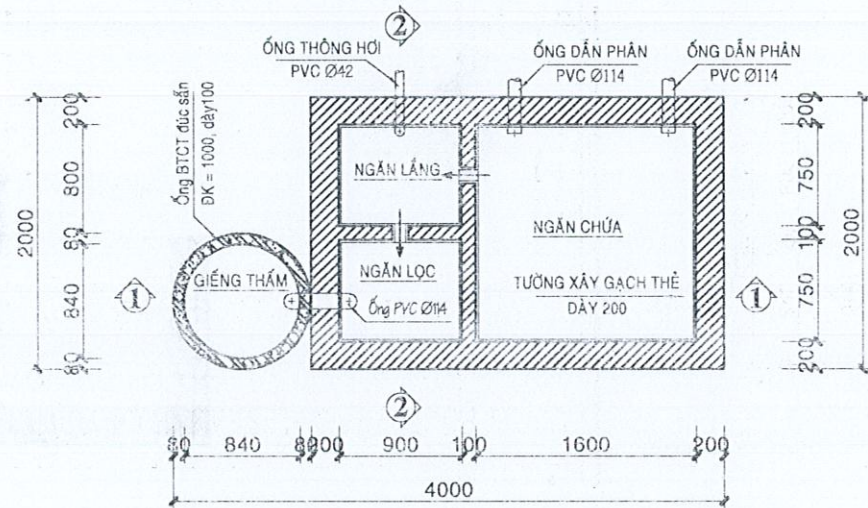 2
ỐNG THÔNG HƠI
PVC Ø42
ỐNG DẪN PHÂN
PVC Ø114
ỐNG DẪN PHÂN
PVC Ø114
Ống BTCT đúc sẵn
ĐK = 1000, dày100
2000
200
800
80
840
80
NGĂN LẮNG
NGĂN CHỨA
GIẾNG THẤM
NGĂN LỌC
TƯỜNG XÂY GẠCH THẺ
DÀY 200
Ống PVC Ø114
1
1
200
750
100
750
200
2000
2
80
840
80
200
900
100
1600
200
4000